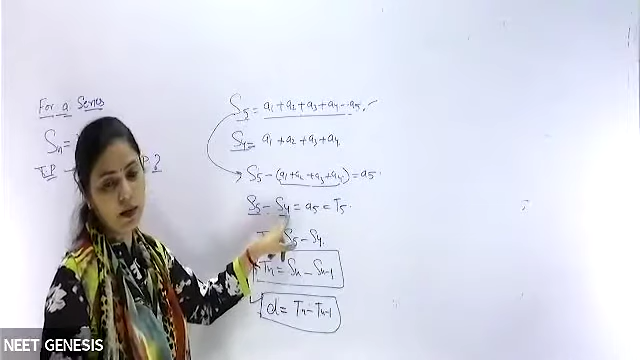 For a Series
Sn =
T.P
P ?
S5 = a1 + a2 + a3 + a4 - a5.
S4 = a1 + a2 + a3 + a4
S5 - (a1 + a2 + a3 + a4) = a5.
S5 - S4 = a5 = T5.
S5 - S4.
Tn = Sn - Sn-1
d = Tn - Tn-1
NEET GENESIS